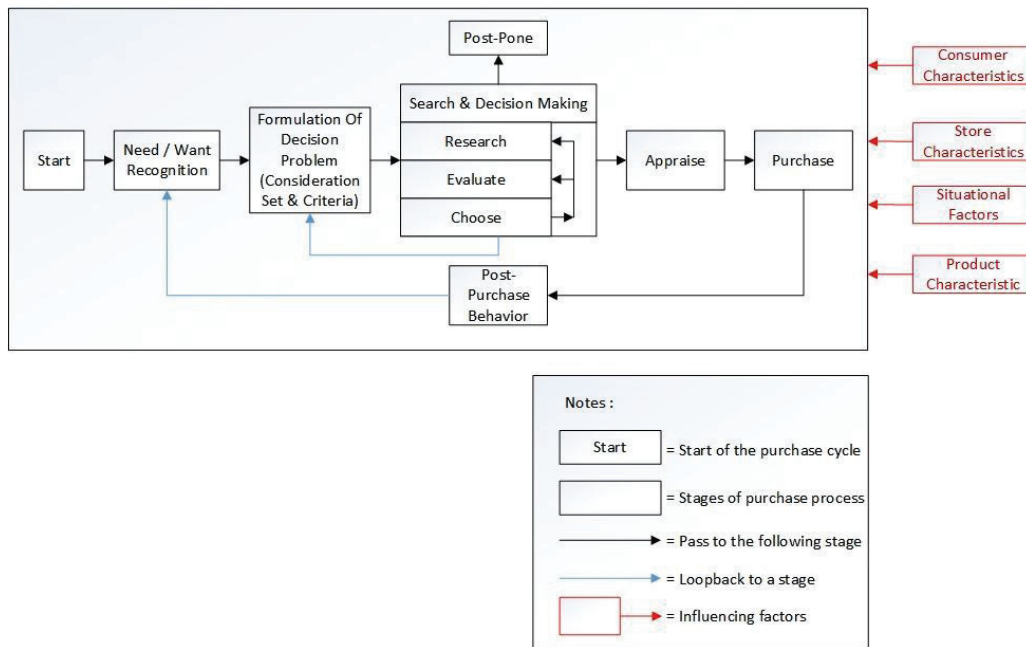 Post-Pone
Consumer
Characteristics
Search & Decision Making
Formulation Of
Decision
Problem
(Consideration
Set & Criteria)
Research
Store
Characteristics
Start
Need / Want
Recognition
Evaluate
Appraise
Purchase
Choose
Situational
Factors
Post-
Purchase
Behavior
Product
Characteristic
Notes :
Start
= Start of the purchase cycle
= Stages of purchase process
= Pass to the following stage
= Loopback to a stage
= Influencing factors